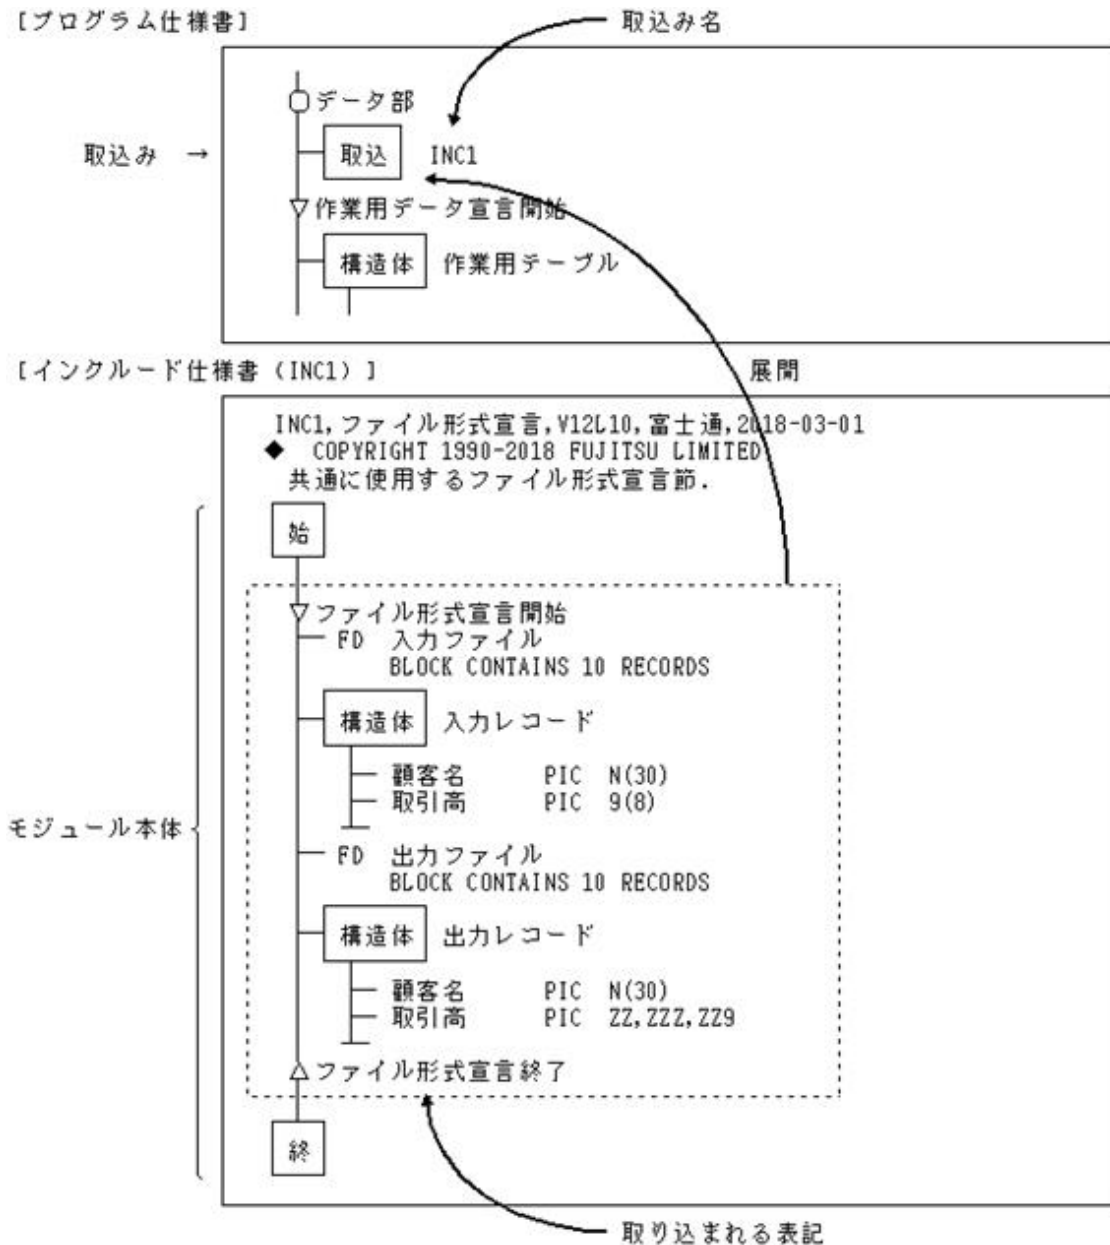 [プログラム仕様書]
取込み名
データ部
取込み →
取込 INC1
▽作業用データ宣言開始
構造体 作業用テーブル
[インクルード仕様書(INC1)]
展開
INC1,ファイル形式宣言,V12L10,富士通,2018-03-01
◆ COPYRIGHT 1990-2018 FUJITSU LIMITED
共通に使用するファイル形式宣言節.
始
▽ファイル形式宣言開始
FD 入力ファイル
BLOCK CONTAINS 10 RECORDS
構造体 入力レコード
顧客名 PIC N(30)
取引高 PIC 9(8)
モジュール本体
FD 出力ファイル
BLOCK CONTAINS 10 RECORDS
構造体 出力レコード
顧客名 PIC N(30)
取引高 PIC ZZ,ZZZ,ZZ9
△ファイル形式宣言終了
終
取り込まれる表記